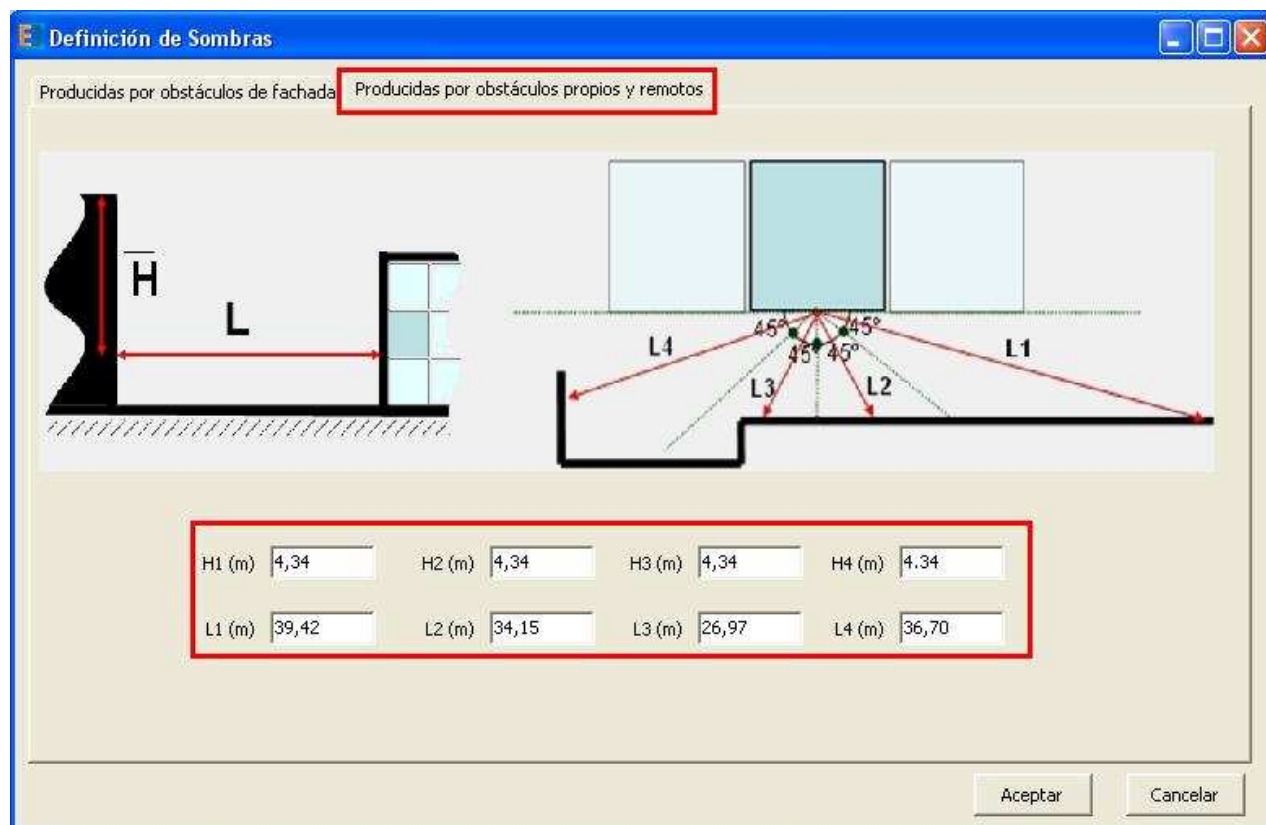 E Definición de Sombras
Producidas por obstáculos de fachada
Producidas por obstáculos propios y remotos
H
L
45°
45°
45°
45°
L4
L3
L2
L1
H1 (m) 4,34 H2 (m) 4,34 H3 (m) 4,34 H4 (m) 4.34
L1 (m) 39,42 L2 (m) 34,15 L3 (m) 26,97 L4 (m) 36,70
Aceptar Cancelar